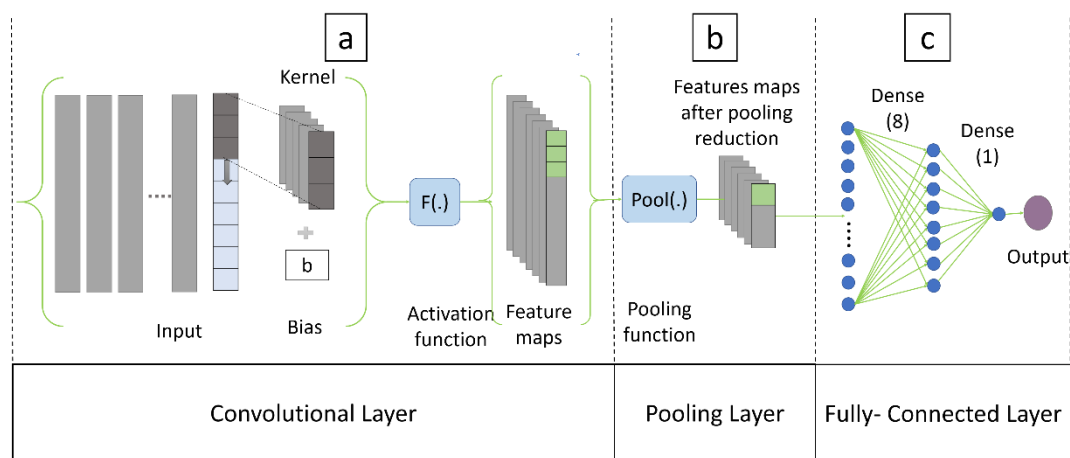 a
b
c
Kernel
Features maps
after pooling
reduction
Dense
(8)
Dense
(1)
F(.)
Pool(.)
b
Output
Input
Bias
Activation
function
Feature
maps
Pooling
function
Convolutional Layer
Pooling Layer
Fully- Connected Layer